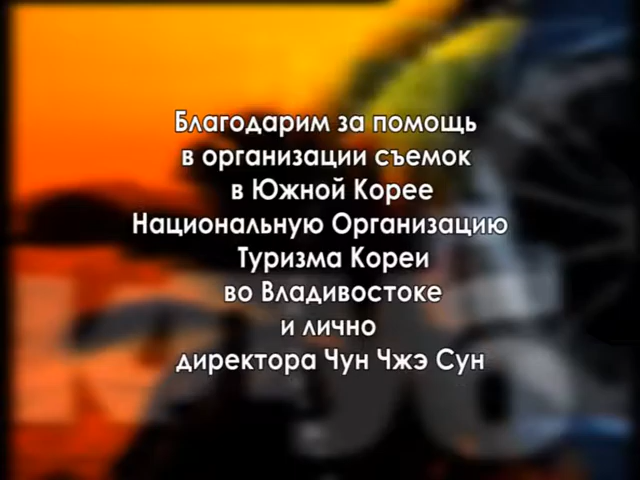 Благодарим за помощь
в организации съемок
в Южной Корее
Национальную Организацию
Туризма Кореи
во Владивостоке
и лично
директора Чун Чжэ Сун